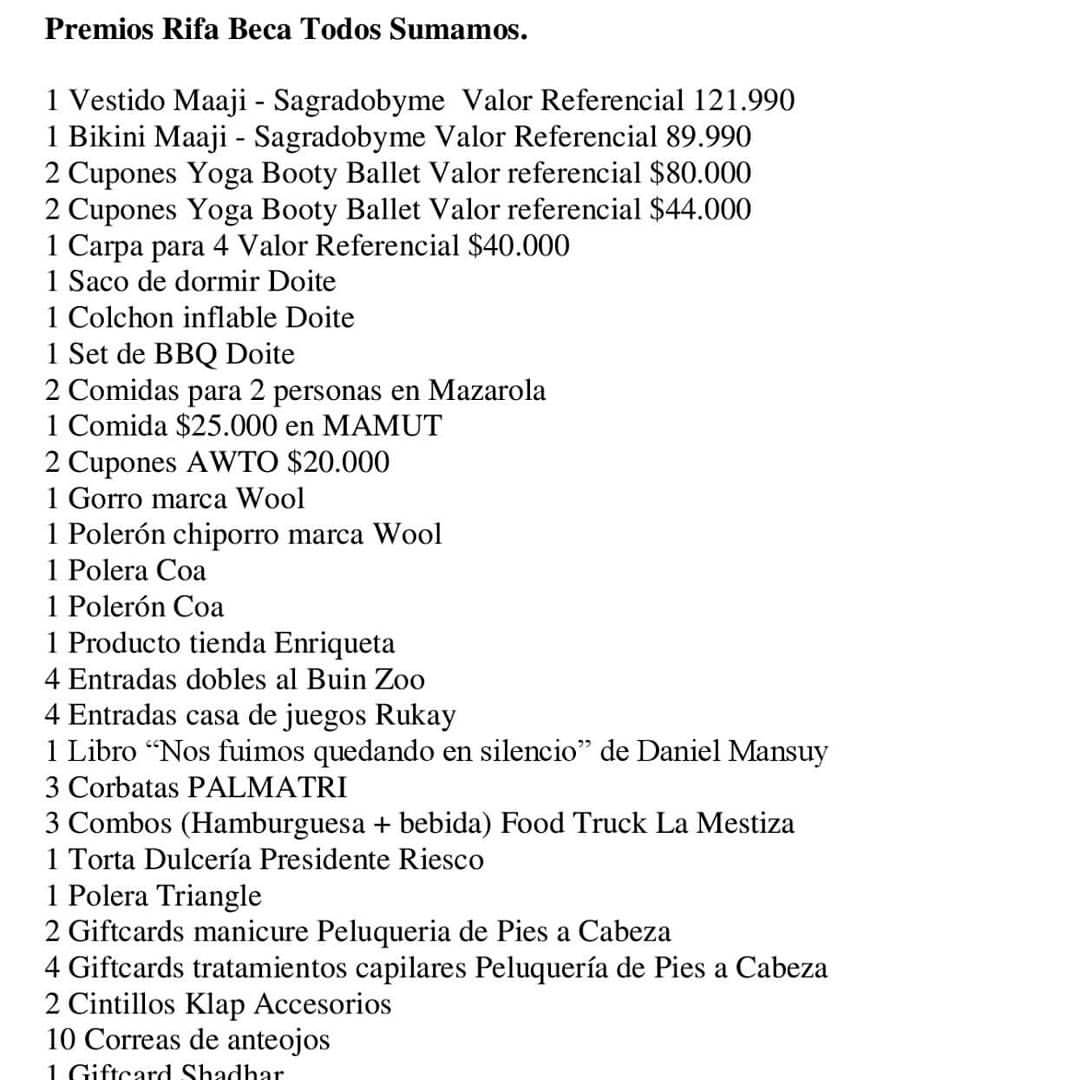 Premios Rifa Beca Todos Sumamos.
1 Vestido Maaji - Sagradobyme  Valor Referencial 121.990
1 Bikini Maaji - Sagradobyme Valor Referencial 89.990
2 Cupones Yoga Booty Ballet Valor referencial $80.000
2 Cupones Yoga Booty Ballet Valor referencial $44.000
1 Carpa para 4 Valor Referencial $40.000
1 Saco de dormir Doite
1 Colchon inflable Doite
1 Set de BBQ Doite
2 Comidas para 2 personas en Mazarola
1 Comida $25.000 en MAMUT
2 Cupones AWTO $20.000
1 Gorro marca Wool
1 Polerón chiporro marca Wool
1 Polera Coa
1 Polerón Coa
1 Producto tienda Enriqueta
4 Entradas dobles al Buin Zoo
4 Entradas casa de juegos Rukay
1 Libro “Nos fuimos quedando en silencio” de Daniel Mansuy
3 Corbatas PALMATRI
3 Combos (Hamburguesa + bebida) Food Truck La Mestiza
1 Torta Dulcería Presidente Riesco
1 Polera Triangle
2 Giftcards manicure Peluqueria de Pies a Cabeza
4 Giftcards tratamientos capilares Peluquería de Pies a Cabeza
2 Cintillos Klap Accesorios
10 Correas de anteojos
1 Giftcard Shadhar